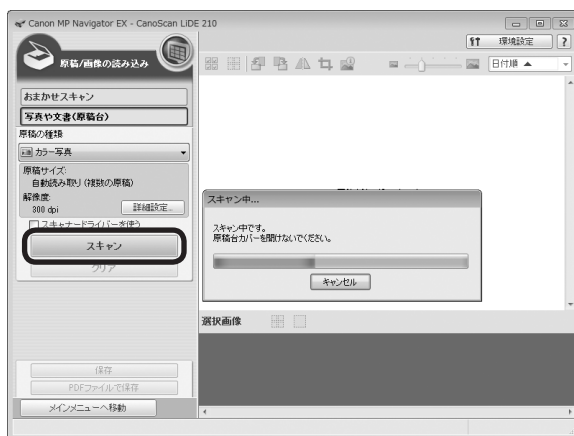 Canon MP Navigator EX - CanoScan LiDE 210
環境設定
?
原稿/画像の読み込み
日付順 ▲
おまかせスキャン
写真や文書(原稿台)
原稿の種類
カラー写真
原稿サイズ:
自動読み取り(複数の原稿)
解像度:
300 dpi
詳細設定...
スキャナードライバーを使う
スキャン
クリア
スキャン中...
スキャン中です。
原稿台カバーを開けないでください。
キャンセル
選択画像
保存
PDFファイルで保存
メインメニューへ移動